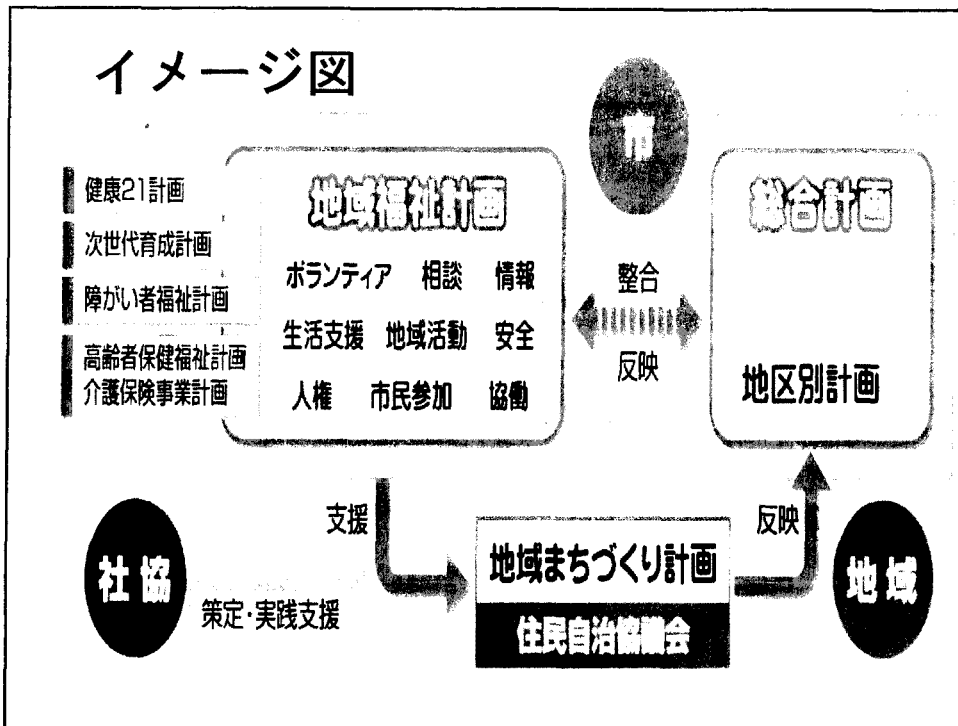 イメージ図
市
健康21計画
次世代育成計画
障がい者福祉計画
高齢者保健福祉計画
介護保険事業計画
地域福祉計画
ボランティア 相談 情報
生活支援 地域活動 安全
人権 市民参加 協働
整合
反映
総合計画
地区別計画
支援
反映
社協
策定・実践支援
地域まちづくり計画
住民自治協議会
地域